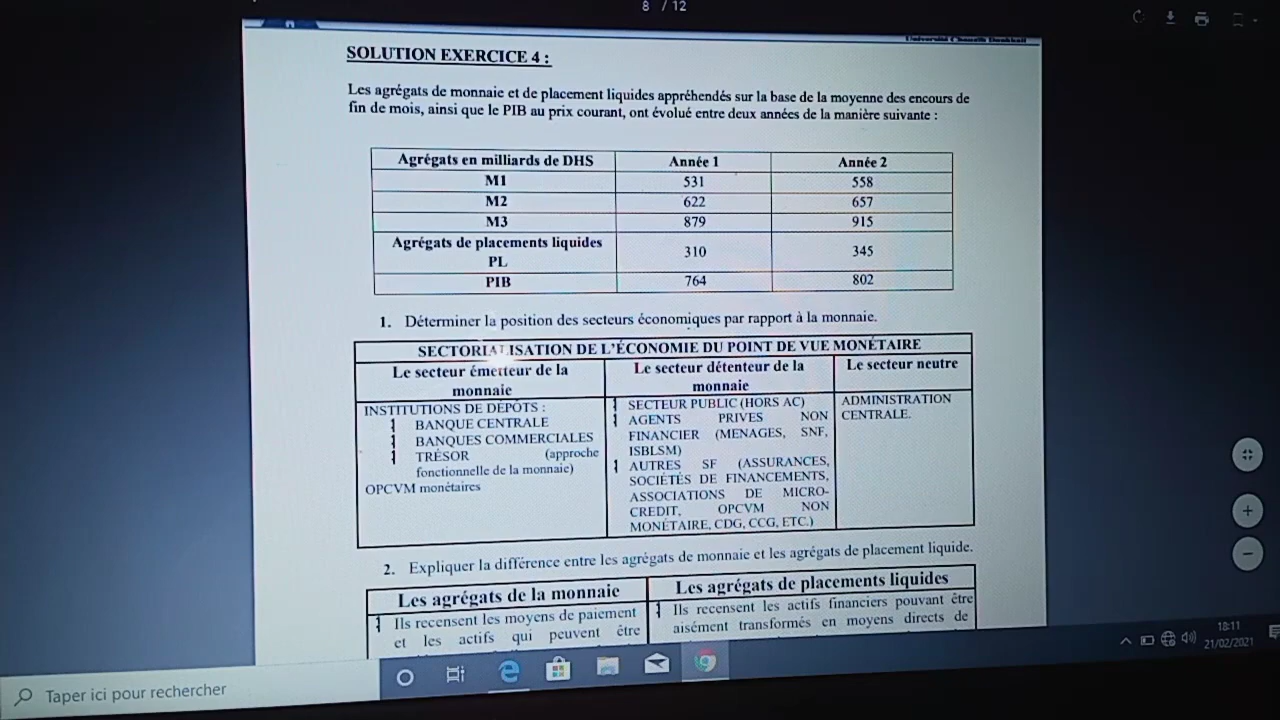 8 / 12
SOLUTION EXERCICE 4 :
Les agrégats de monnaie et de placement liquides appréhendés sur la base de la moyenne des encours de
fin de mois, ainsi que le PIB au prix courant, ont évolué entre deux années de la manière suivante :
Agrégats en milliards de DHS Année 1 Année 2
M1 531 558
M2 622 657
M3 879 915
Agrégats de placements liquides
PL 310 345
PIB 764 802
1. Déterminer la position des secteurs économiques par rapport à la monnaie.
SECTORIALISATION DE L'ÉCONOMIE DU POINT DE VUE MONÉTAIRE
Le secteur émetteur de la
monnaie
Le secteur détenteur de la
monnaie
Le secteur neutre
INSTITUTIONS DE DÉPÔTS :
BANQUE CENTRALE
BANQUES COMMERCIALES
TRÉSOR (approche
fonctionnelle de la monnaie)
OPCVM monétaires
SECTEUR PUBLIC (HORS AC)
AGENTS PRIVES NON
FINANCIER (MENAGES, SNF,
ISBLSM)
AUTRES SF (ASSURANCES,
SOCIÉTÉS DE FINANCEMENTS,
ASSOCIATIONS DE MICRO-
CREDIT, OPCVM NON
MONÉTAIRE, CDG, CCG, ETC.)
ADMINISTRATION
CENTRALE.
2. Expliquer la différence entre les agrégats de monnaie et les agrégats de placement liquide.
Les agrégats de la monnaie
Les agrégats de placements liquides
Ils recensent les moyens de paiement
et les actifs qui peuvent être
Ils recensent les actifs financiers pouvant être
aisément transformés en moyens directs de
Taper ici pour rechercher
18:11
21/02/2021